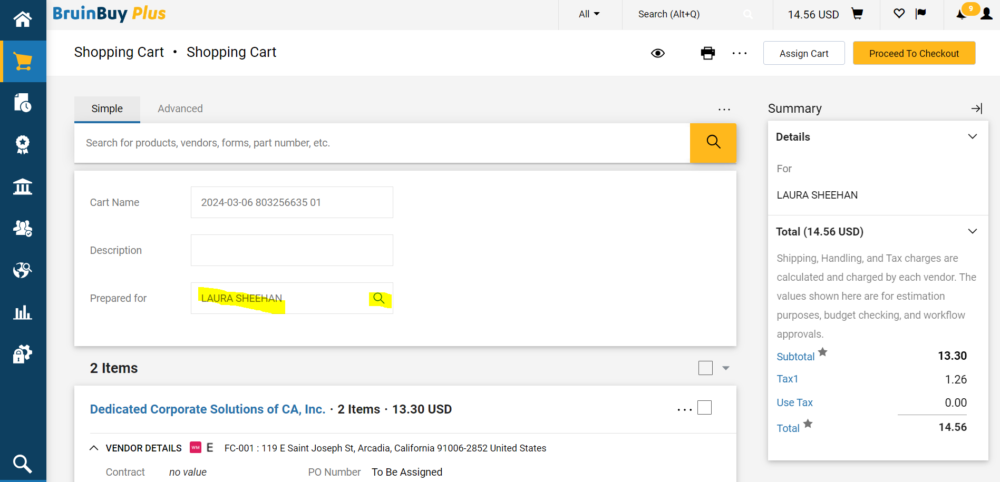 BruinBuy Plus
All
Search (Alt+Q)
14.56 USD
9
Shopping Cart • Shopping Cart
Assign Cart
Proceed To Checkout
Simple
Advanced
Search for products, vendors, forms, part number, etc.
Cart Name
2024-03-06 803256635 01
Description
Prepared for
LAURA SHEEHAN
2 Items
Dedicated Corporate Solutions of CA, Inc. · 2 Items · 13.30 USD
VENDOR DETAILS WM E FC-001 : 119 E Saint Joseph St, Arcadia, California 91006-2852 United States
Contract no value PO Number To Be Assigned
Summary
Details
For
LAURA SHEEHAN
Total (14.56 USD)
Shipping, Handling, and Tax charges are
calculated and charged by each vendor. The
values shown here are for estimation
purposes, budget checking, and workflow
approvals.
Subtotal 13.30
Tax1 1.26
Use Tax 0.00
Total 14.56